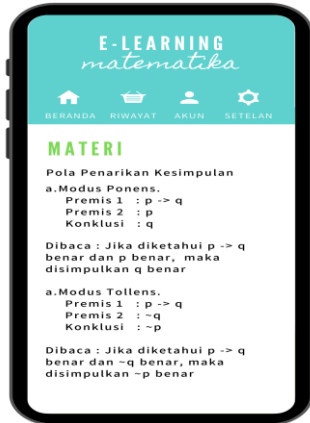 E-LEARNING
matematika
BERANDA RIWAYAT AKUN SETELAN
MATERI
Pola Penarikan Kesimpulan
a.Modus Ponens.
Premis 1 : p -> q
Premis 2 : p
Konklusi : q
Dibaca : Jika diketahui p -> q
benar dan p benar, maka
disimpulkan q benar
a.Modus Tollens.
Premis 1 : p -> q
Premis 2 : ~q
Konklusi : ~p
Dibaca : Jika diketahui p -> q
benar dan ~q benar, maka
disimpulkan ~p benar